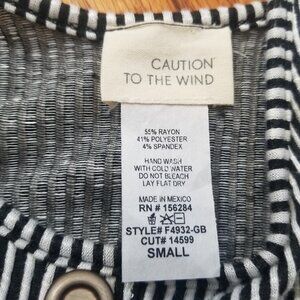 CAUTION
TO THE WIND
55% RAYON
41% POLYESTER
4% SPANDEX
HAND WASH
WITH COLD WATER
DO NOT BLEACH
LAY FLAT DRY
MADE IN MEXICO
RN # 156284
STYLE# F4932-GB
CUT# 14599
SMALL